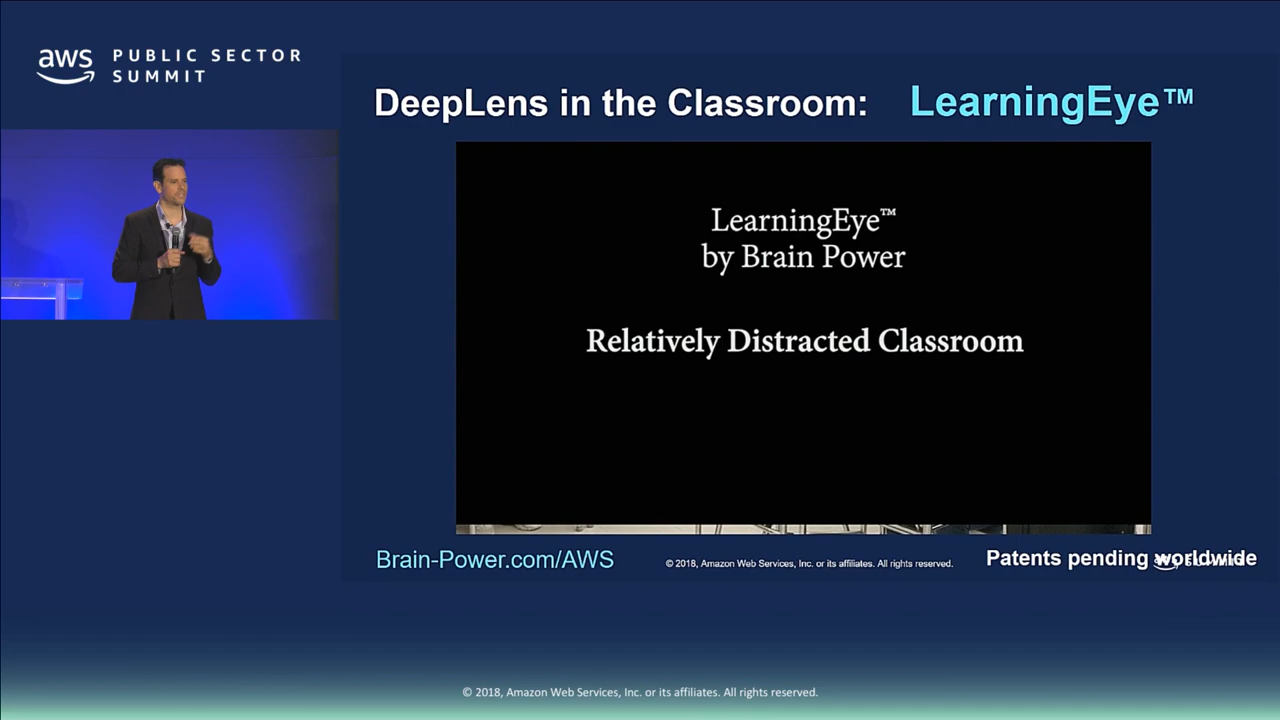 aws
PUBLIC SECTOR
SUMMIT
DeepLens in the Classroom: LearningEye™
LearningEye™
by Brain Power
Relatively Distracted Classroom
Brain-Power.com/AWS
© 2018, Amazon Web Services, Inc. or its affiliates. All rights reserved.
Patents pending worldwide
© 2018, Amazon Web Services, Inc. or its affiliates. All rights reserved.